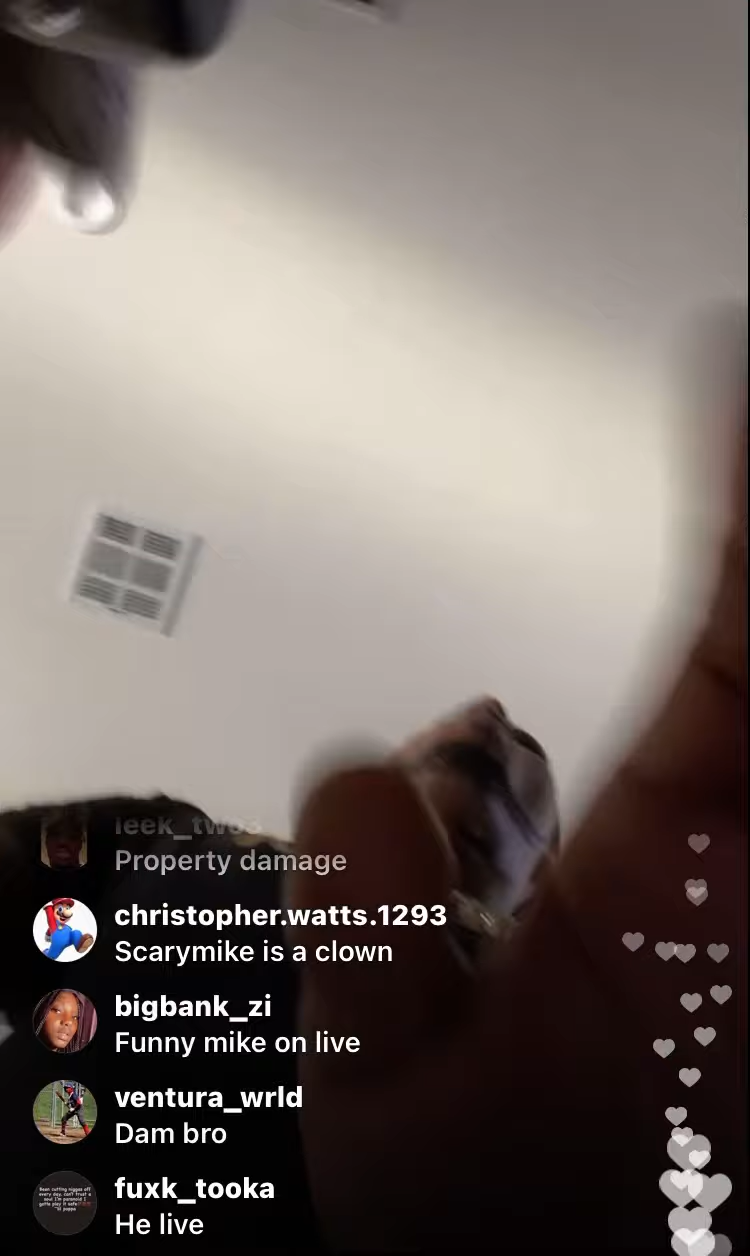 leek_two3
Property damage
christopher.watts.1293
Scarymike is a clown
bigbank_zi
Funny mike on live
ventura_wrld
Dam bro
fuxk_tooka
He live